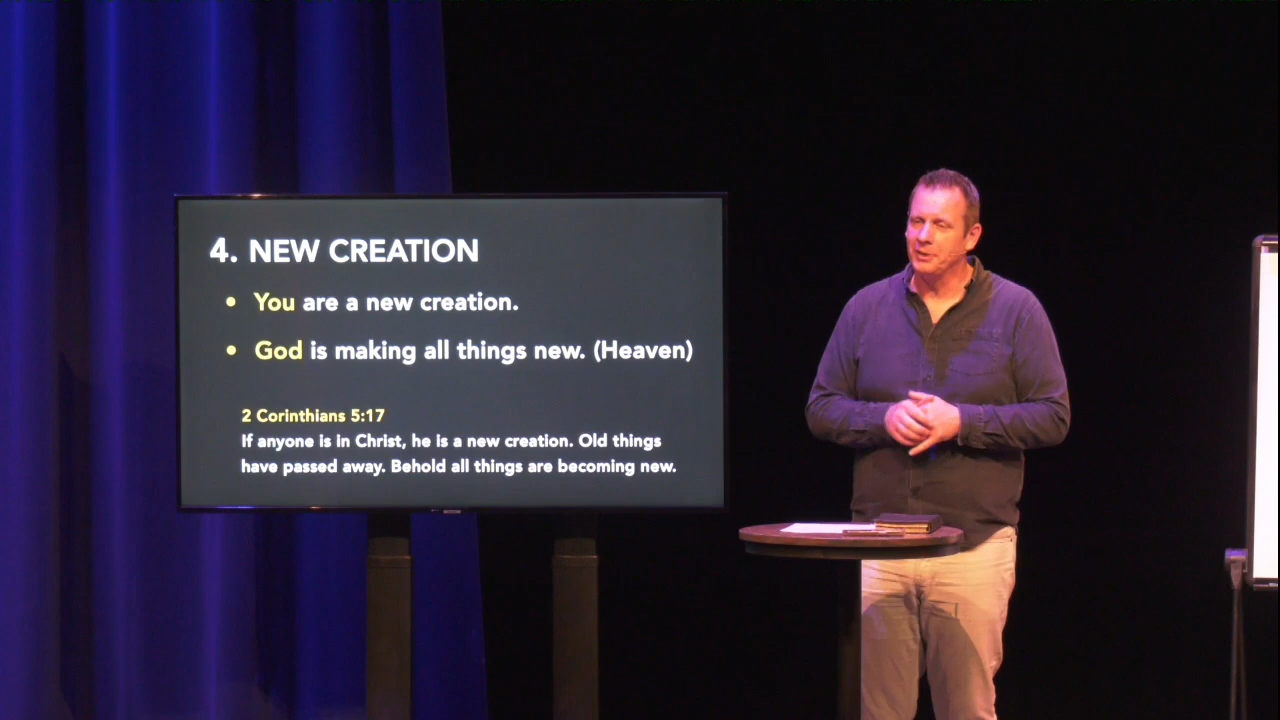 4. NEW CREATION
• You are a new creation.
• God is making all things new. (Heaven)
2 Corinthians 5:17
If anyone is in Christ, he is a new creation. Old things
have passed away. Behold all things are becoming new.